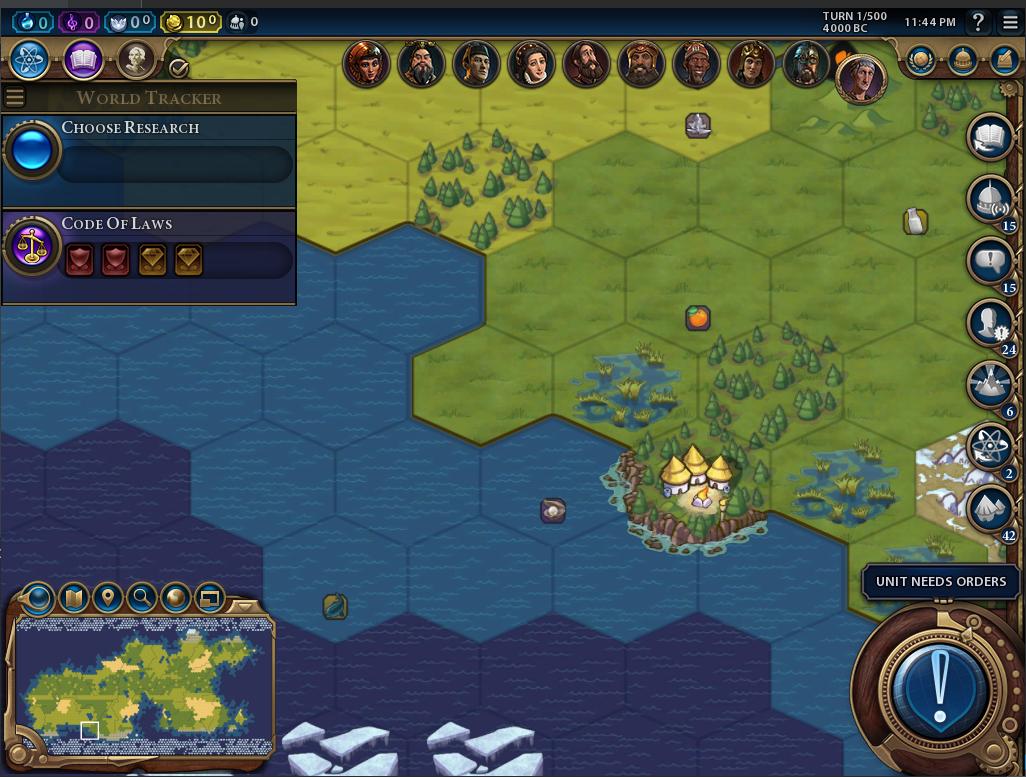 0
0
0⁰
10⁰
0
TURN 1/500
4000 BC
11:44 PM
?
WORLD TRACKER
CHOOSE RESEARCH
CODE OF LAWS
15
15
24
6
2
42
UNIT NEEDS ORDERS